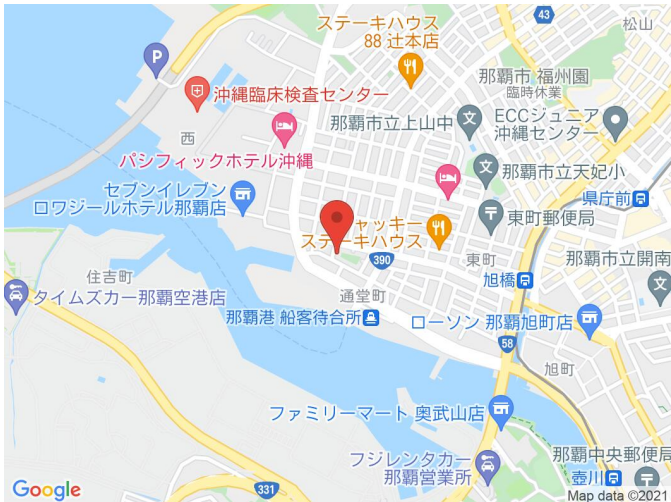 43
松山
ステーキハウス
88 辻本店
那覇市 福州園
臨時休業
P
沖縄臨床検査センター
西
那覇市立上山中
文
ECCジュニア
沖縄センター
パシフィックホテル沖縄
文
那覇市立天妃小
セブンイレブン
ロワジールホテル那覇店
県庁前
東町郵便局
ャッキー
ステーキハウス
390
東町
那覇市立開南
文
住吉町
旭橋
タイムズカー那覇空港店
通堂町
那覇港 船客待合所
ローソン 那覇旭町店
58
旭町
ファミリーマート 奥武山店
フジレンタカー
那覇営業所
那覇中央郵便局
壺川
331
Google
Map data ©2021